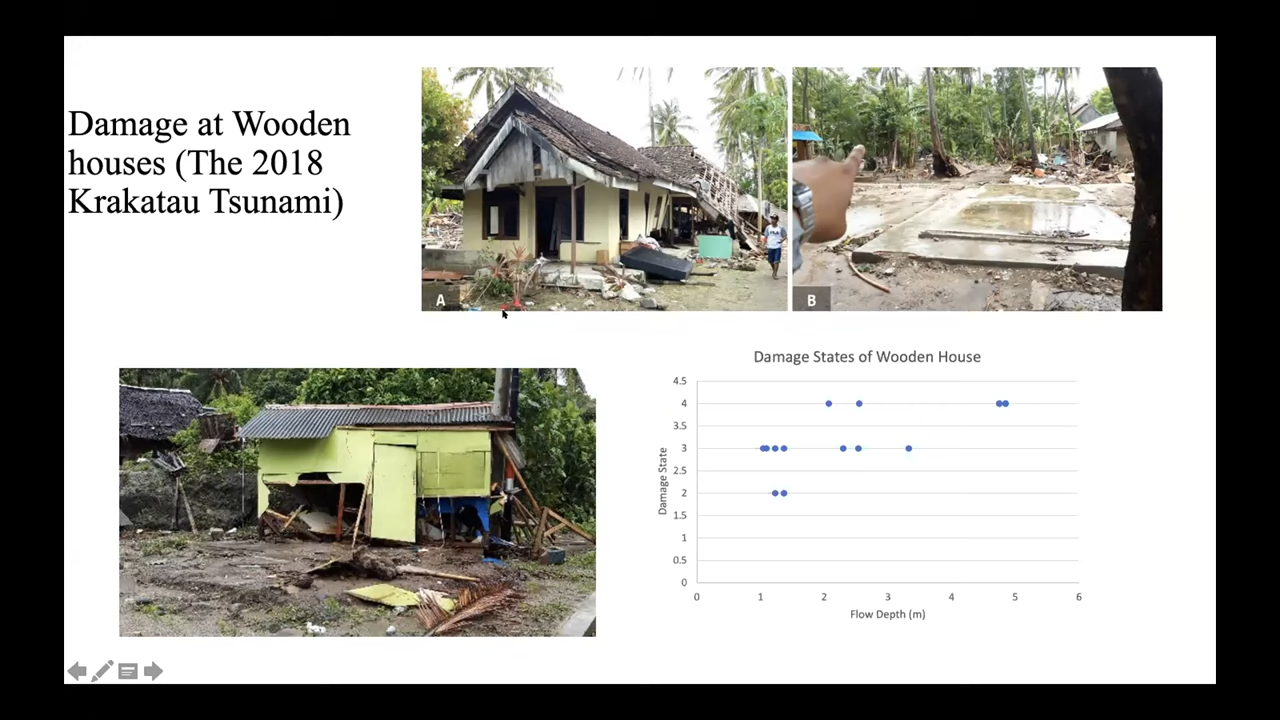 Damage at Wooden
houses (The 2018
Krakatau Tsunami)
A
B
Damage States of Wooden House
4.5
4
3.5
3
2.5
2
1.5
1
0.5
0
Damage State
0 1 2 3 4 5 6
Flow Depth (m)